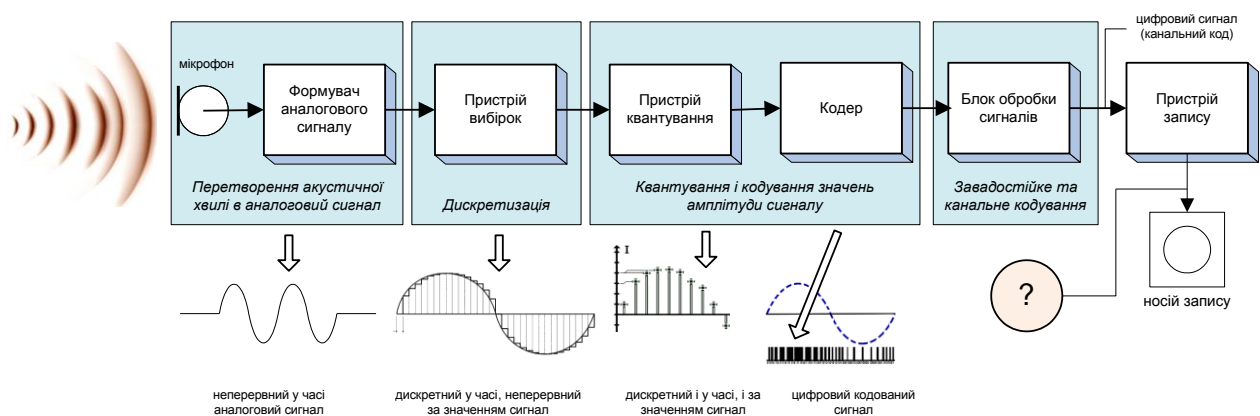 цифровий сигнал
(канальний код)
мікрофон
Формувач
аналогового
сигналу
Пристрій
вибірок
Пристрій
квантування
Кодер
Блок обробки
сигналів
Пристрій
запису
Перетворення акустичної
хвилі в аналоговий сигнал
Дискретизація
Квантування і кодування значень
амплітуди сигналу
Завадостійке та
канальне кодування
I
?
носій запису
неперервний у часі
аналоговий сигнал
дискретний у часі, неперервний
за значенням сигнал
дискретний і у часі, і за
значенням сигнал
цифровий кодований
сигнал